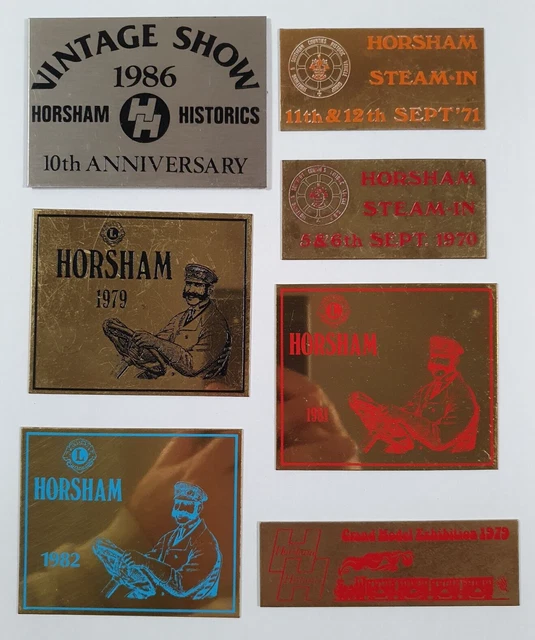 VINTAGE SHOW
1986
HORSHAM HH HISTORICS
10th ANNIVERSARY
HORSHAM
STEAM-IN
11th & 12th SEPT '71
HORSHAM
STEAM-IN
5 & 6th SEPT. 1970
L
HORSHAM
1979
L
HORSHAM
L
HORSHAM
1982
Grand Model Exhibition 1979